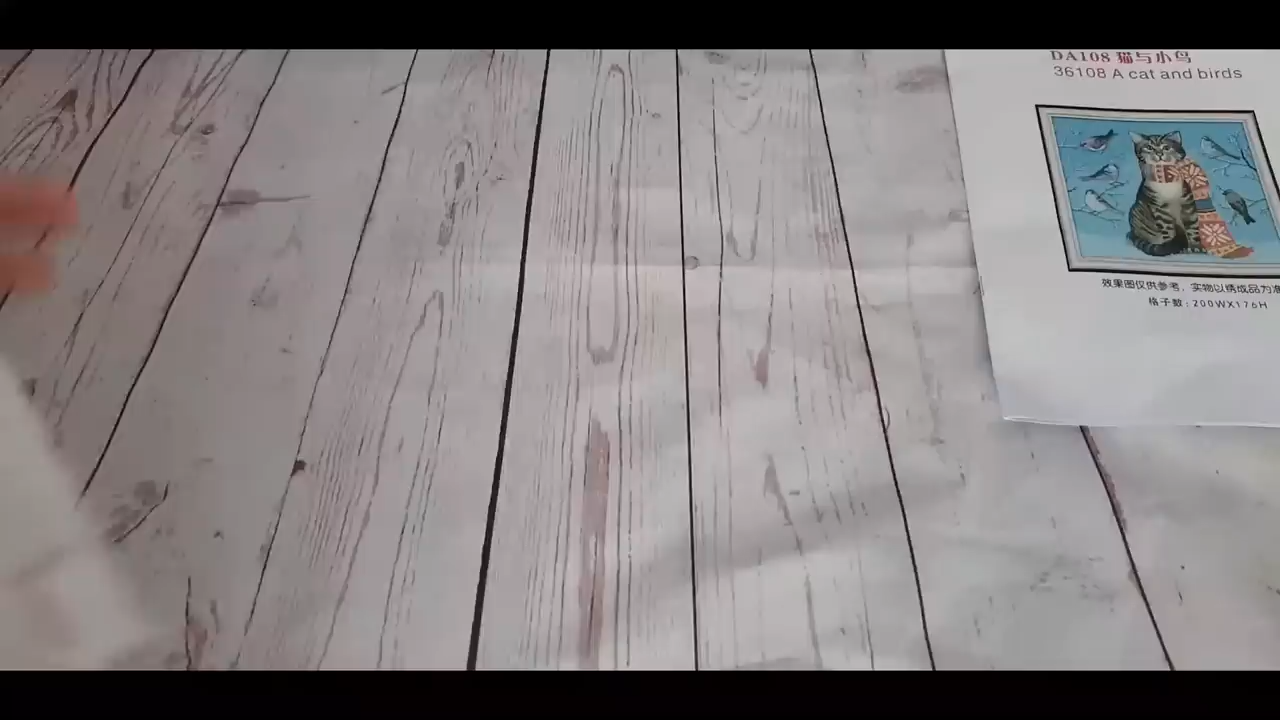 DA108 猫与小鸟
36108 A cat and birds
效果图仅供参考，实物以绣成品为准
格子数：200WX176H